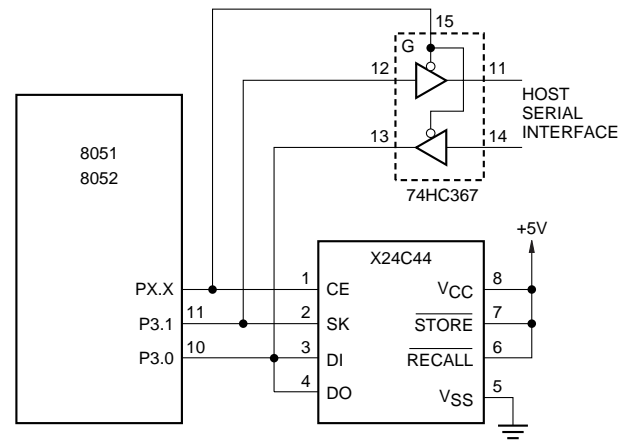 15
G
12
11
HOST
SERIAL
INTERFACE
13
14
8051
8052
74HC367
+5V
X24C44
PX.X
1
CE
VCC
8
P3.1
11
2
SK
STORE
7
P3.0
10
3
DI
RECALL
6
4
DO
VSS
5